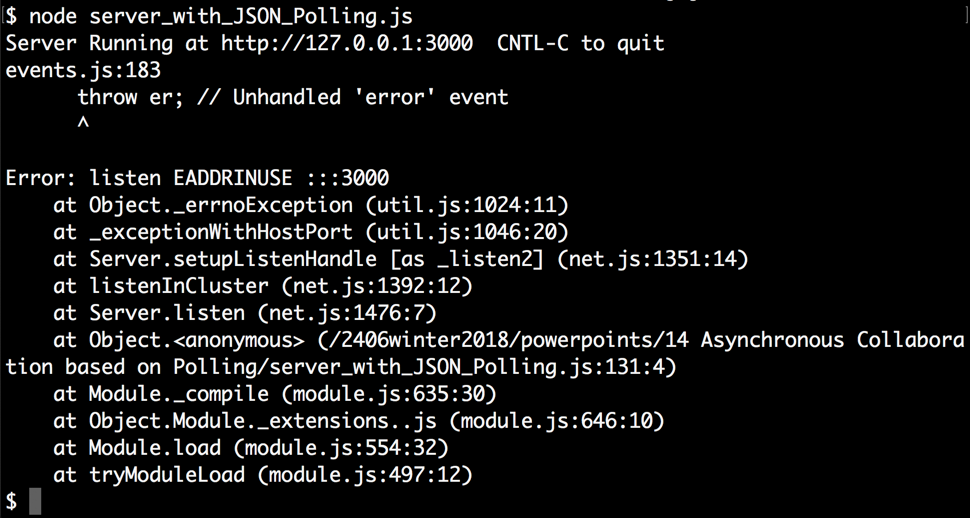 $ node server_with_JSON_Polling.js
Server Running at http://127.0.0.1:3000  CNTL-C to quit
events.js:183
      throw er; // Unhandled 'error' event
      ^

Error: listen EADDRINUSE :::3000
    at Object._errnoException (util.js:1024:11)
    at _exceptionWithHostPort (util.js:1046:20)
    at Server.setupListenHandle [as _listen2] (net.js:1351:14)
    at listenInCluster (net.js:1392:12)
    at Server.listen (net.js:1476:7)
    at Object.<anonymous> (/2406winter2018/powerpoints/14 Asynchronous Collabora
tion based on Polling/server_with_JSON_Polling.js:131:4)
    at Module._compile (module.js:635:30)
    at Object.Module._extensions..js (module.js:646:10)
    at Module.load (module.js:554:32)
    at tryModuleLoad (module.js:497:12)
$